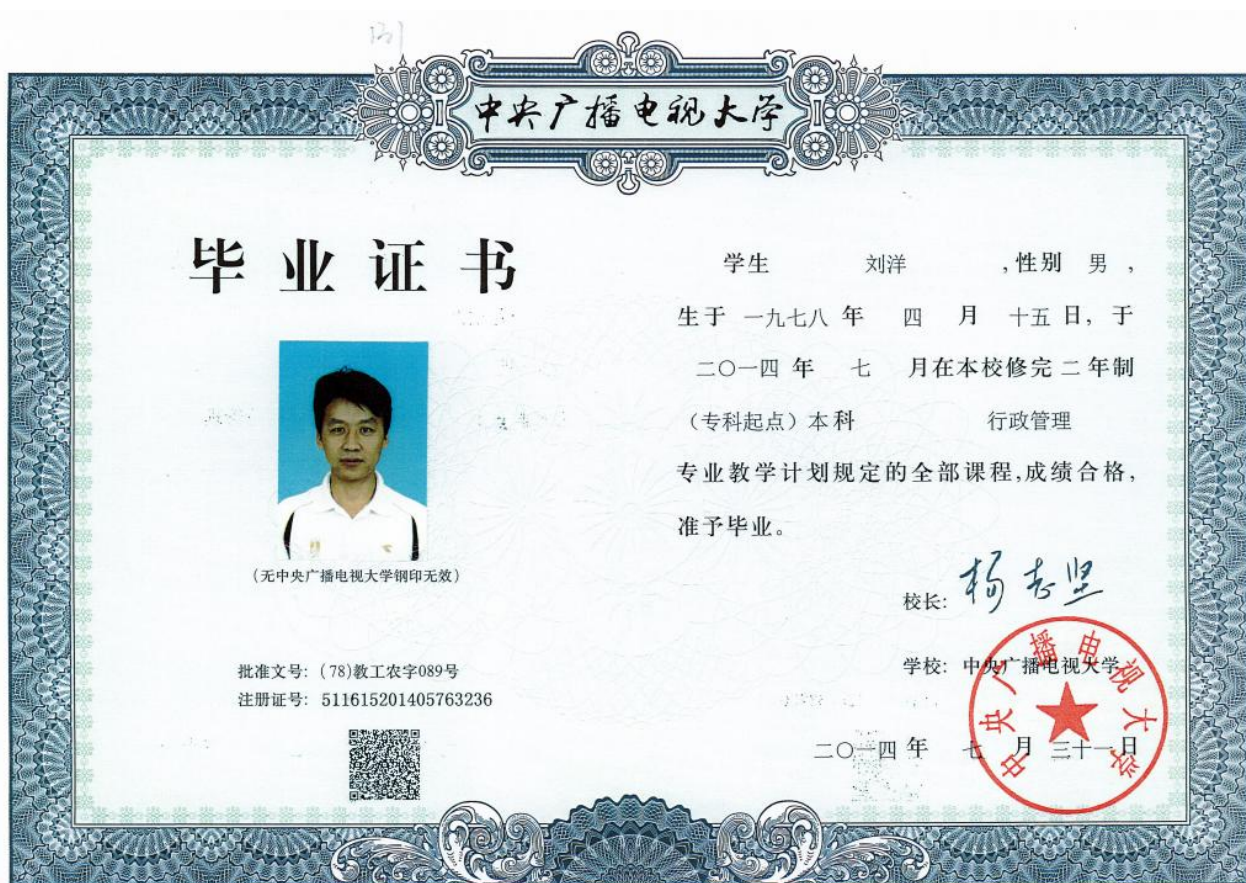 中央广播电视大学
毕业证书
(无中央广播电视大学钢印无效)
批准文号: (78)教工农字089号
注册证号: 511615201405763236
学生 刘洋 ,性别 男 ,
生于 一九七八 年 四 月 十五 日, 于
二〇一四 年 七 月在本校修完 二 年制
(专科起点) 本科 行政管理
专业教学计划规定的全部课程,成绩合格,
准予毕业。
校长: 杨志坚
学校: 中央广播电视大学
二〇一四 年 七 月 三十一 日
中央广播电视大学